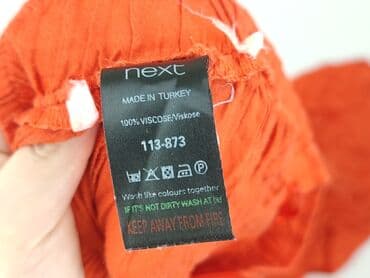 next
MADE IN TURKEY
100% VISCOSE/Viskose
113-873
Wash like colours together
IF IT'S NOT DIRTY WASH AT
KEEP AWAY FROM FIRE